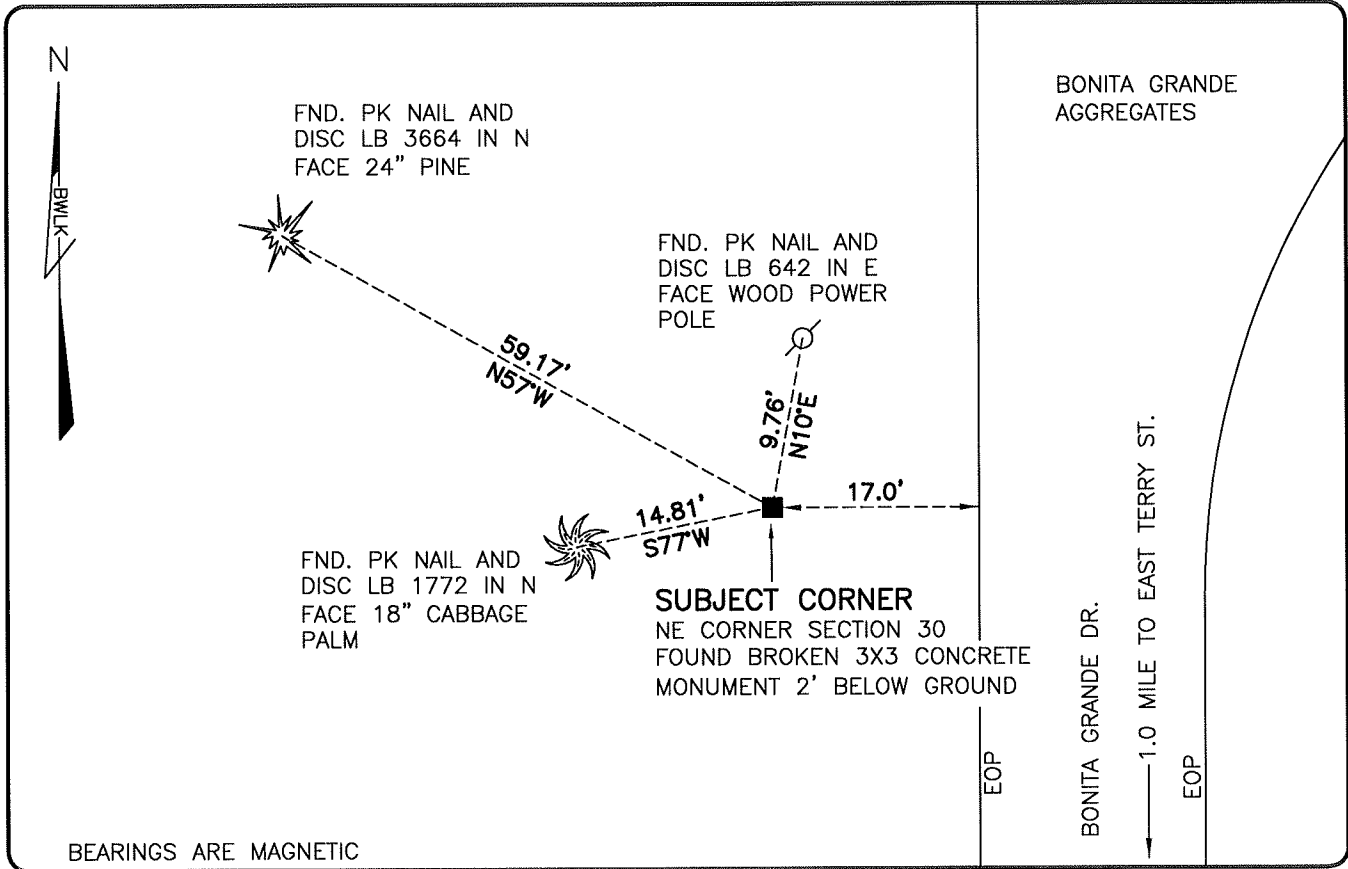 N
BWLK
FND. PK NAIL AND
DISC LB 3664 IN N
FACE 24" PINE
BONITA GRANDE
AGGREGATES
FND. PK NAIL AND
DISC LB 642 IN E
FACE WOOD POWER
POLE
59.17'
N57°W
9.76'
N10°E
17.0'
14.81'
S77°W
FND. PK NAIL AND
DISC LB 1772 IN N
FACE 18" CABBAGE
PALM
SUBJECT CORNER
NE CORNER SECTION 30
FOUND BROKEN 3X3 CONCRETE
MONUMENT 2' BELOW GROUND
EOP
BONITA GRANDE DR.
1.0 MILE TO EAST TERRY ST.
EOP
BEARINGS ARE MAGNETIC